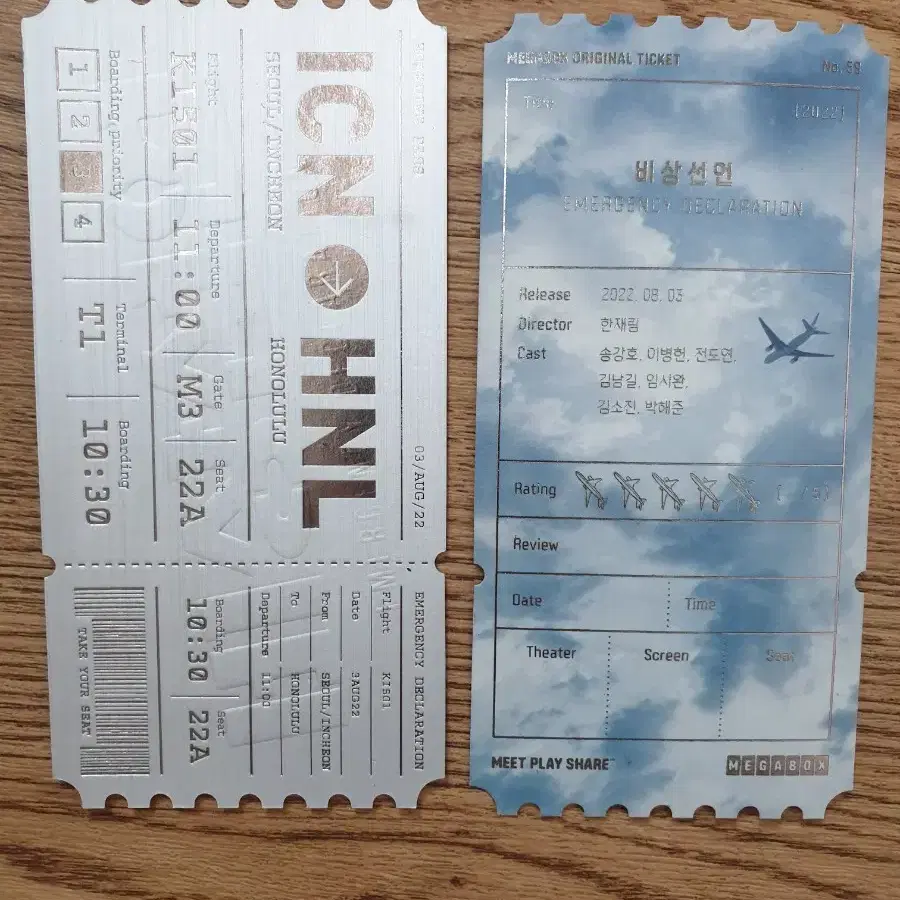 ICN → HNL
SEOUL/INCHEON
HONOLULU
03/AUG/22
Flight
KI501
Departure
11:00
Gate
M3
Seat
22A
Boarding priority
1 2 3 4
Terminal
T1
Boarding
10:30
EMERGENCY DECLARATION
Flight KI501
Date 3AUG22
From SEOUL/INCHEON
To HONOLULU
Departure 11:00
Boarding
10:30
Seat
22A
TAKE YOUR SEAT
MEGABOX ORIGINAL TICKET
No. 59
Title
(2022)
비상선언
EMERGENCY DECLARATION
Release 2022. 08. 03
Director 한재림
Cast 송강호, 이병헌, 전도연,
김남길, 임시완,
김소진, 박해준
Rating ( /5)
Review
Date Time
Theater Screen Seat
MEET PLAY SHARE
MEGABOX